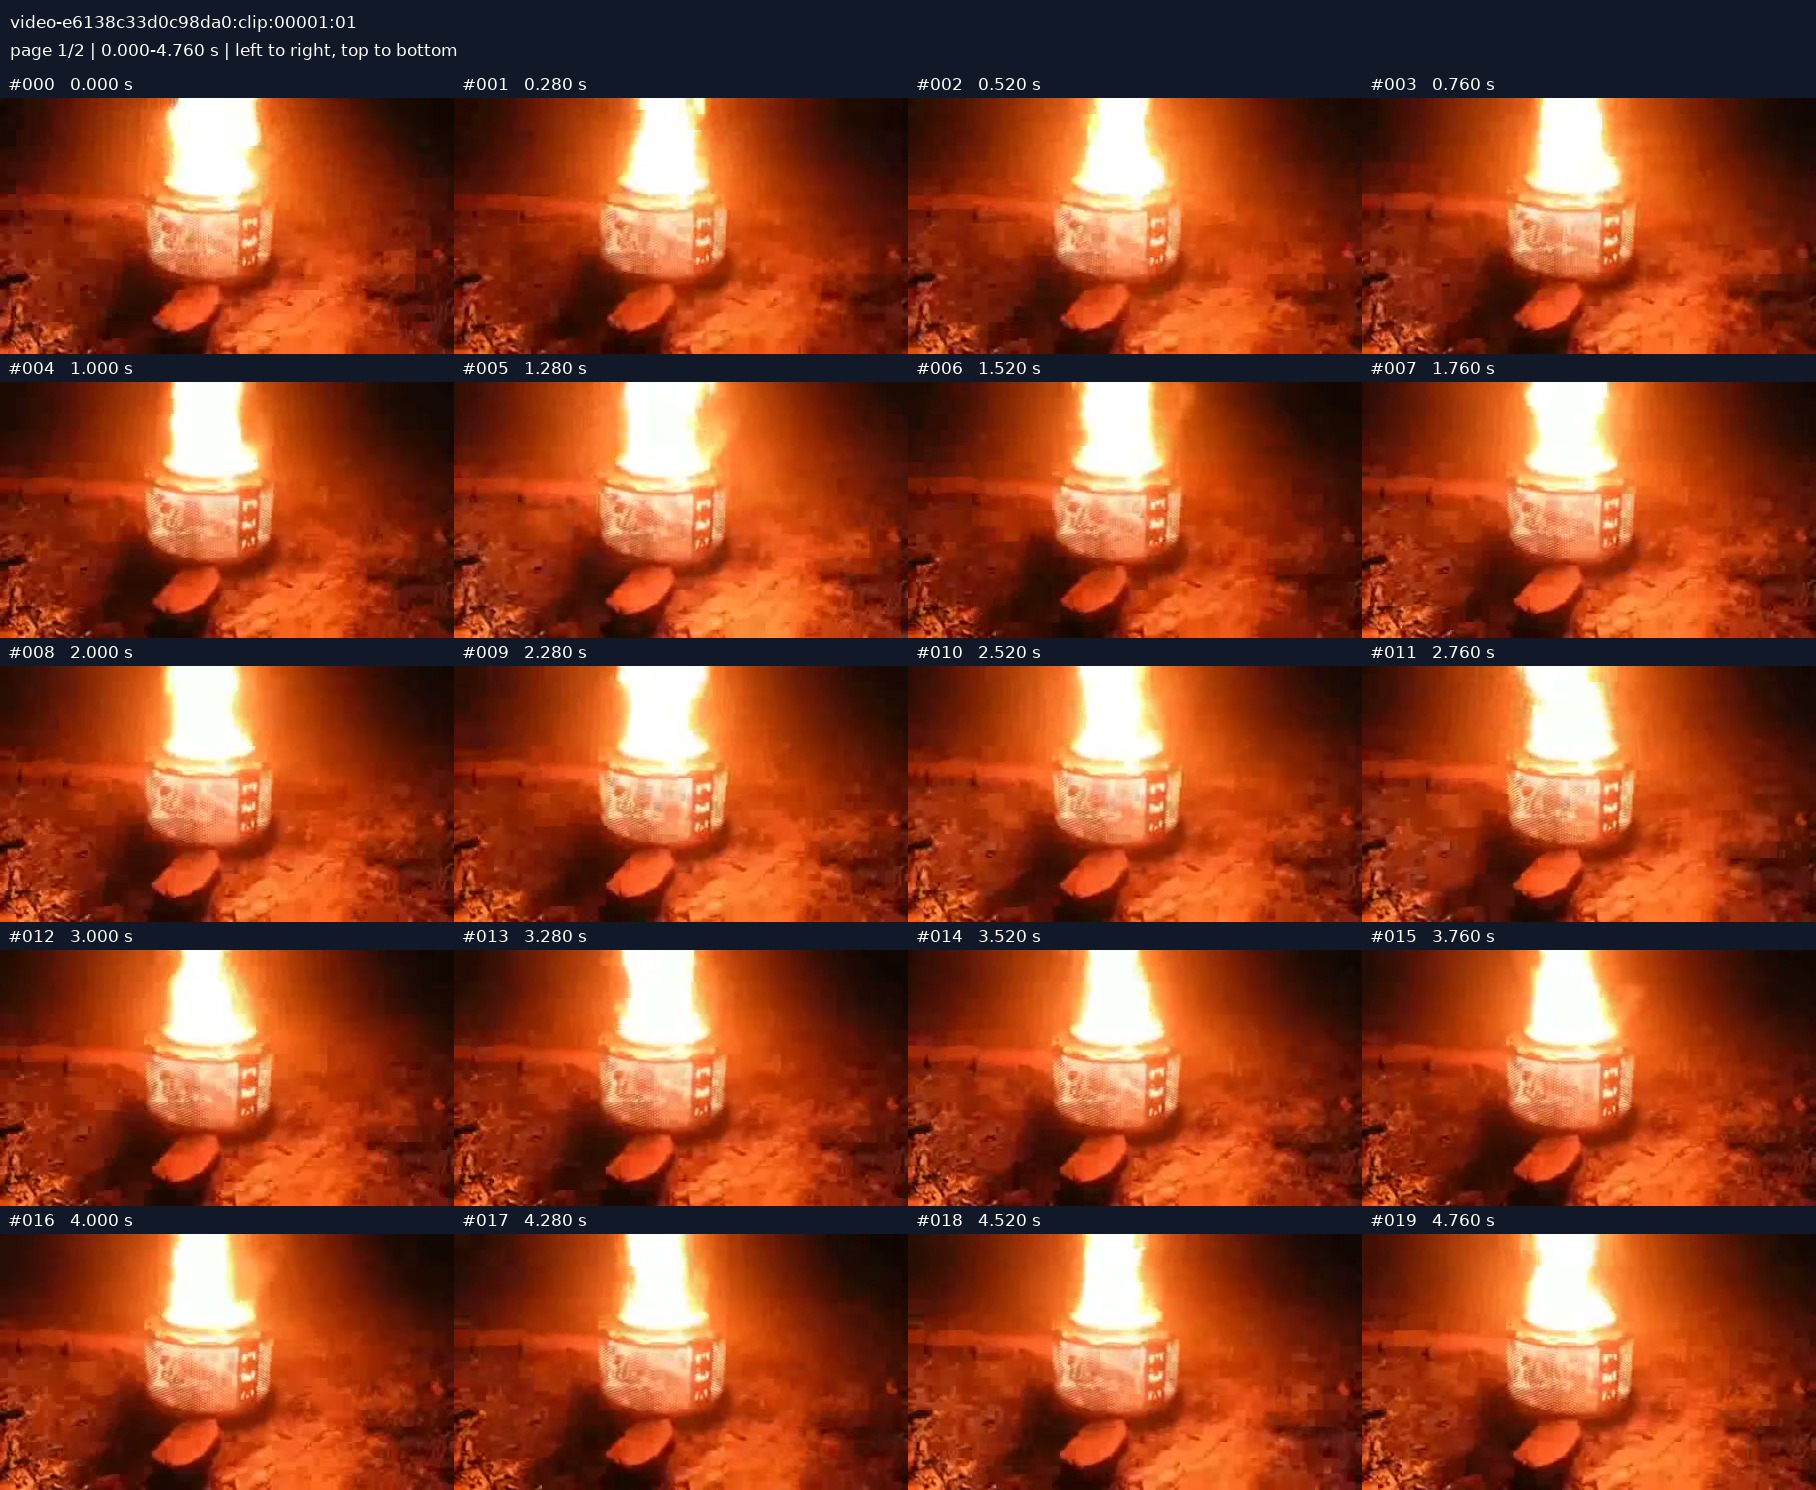 video-e6138c33d0c98da0:clip:00001:01
page 1/2 | 0.000-4.760 s | left to right, top to bottom
#000 0.000 s
#001 0.280 s
#002 0.520 s
#003 0.760 s
#004 1.000 s
#005 1.280 s
#006 1.520 s
#007 1.760 s
#008 2.000 s
#009 2.280 s
#010 2.520 s
#011 2.760 s
#012 3.000 s
#013 3.280 s
#014 3.520 s
#015 3.760 s
#016 4.000 s
#017 4.280 s
#018 4.520 s
#019 4.760 s